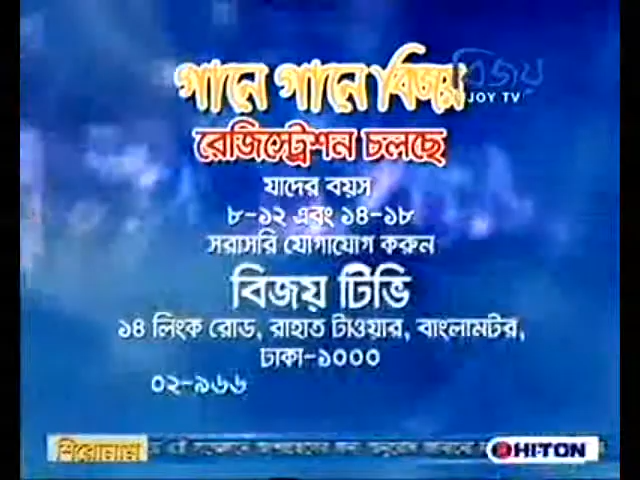 গানে গানে বিজয়
বিজয়
JOY TV
রেজিস্ট্রেশন চলছে
যাদের বয়স
৮-১২ এবং ১৪-১৮
সরাসরি যোগাযোগ করুন
বিজয় টিভি
১৪ লিংক রোড, রাহাত টাওয়ার, বাংলামটর,
ঢাকা-১০০০
০২-৯৬৬
শিরোনাম
HITON